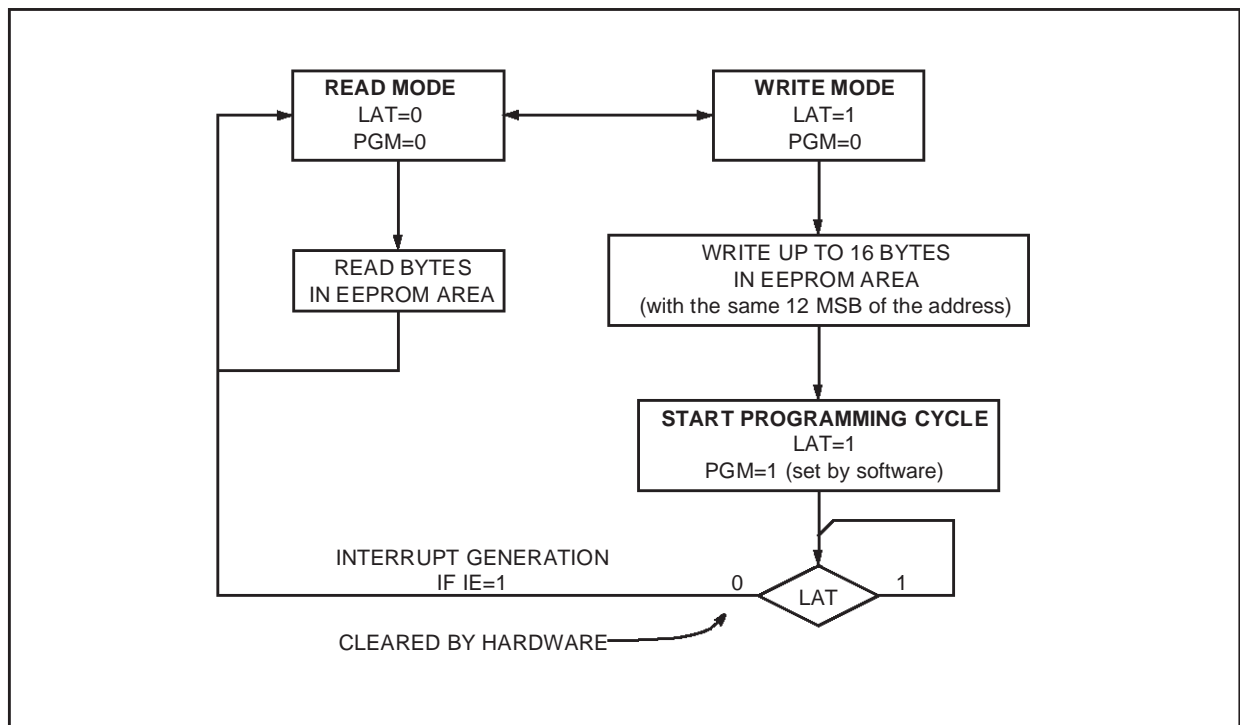 READ MODE
LAT=0
PGM=0
WRITE MODE
LAT=1
PGM=0
READ BYTES
IN EEPROM AREA
WRITE UP TO 16 BYTES
IN EEPROM AREA
(with the same 12 MSB of the address)
START PROGRAMMING CYCLE
LAT=1
PGM=1 (set by software)
INTERRUPT GENERATION
IF IE=1
0
LAT
1
CLEARED BY HARDWARE